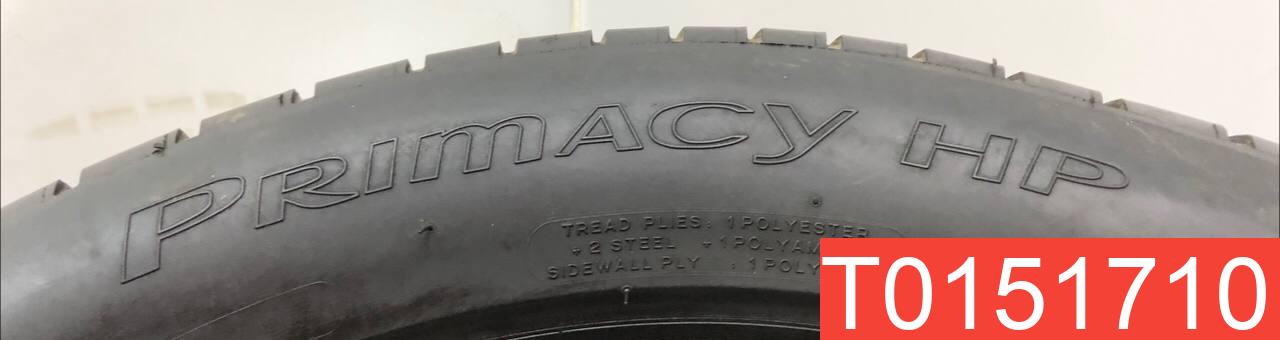 PRIMACY HP
TREAD PLIES: 1 POLYESTER
+ 2 STEEL + 1 POLYAM
SIDEWALL PLY : 1 POLY
T0151710